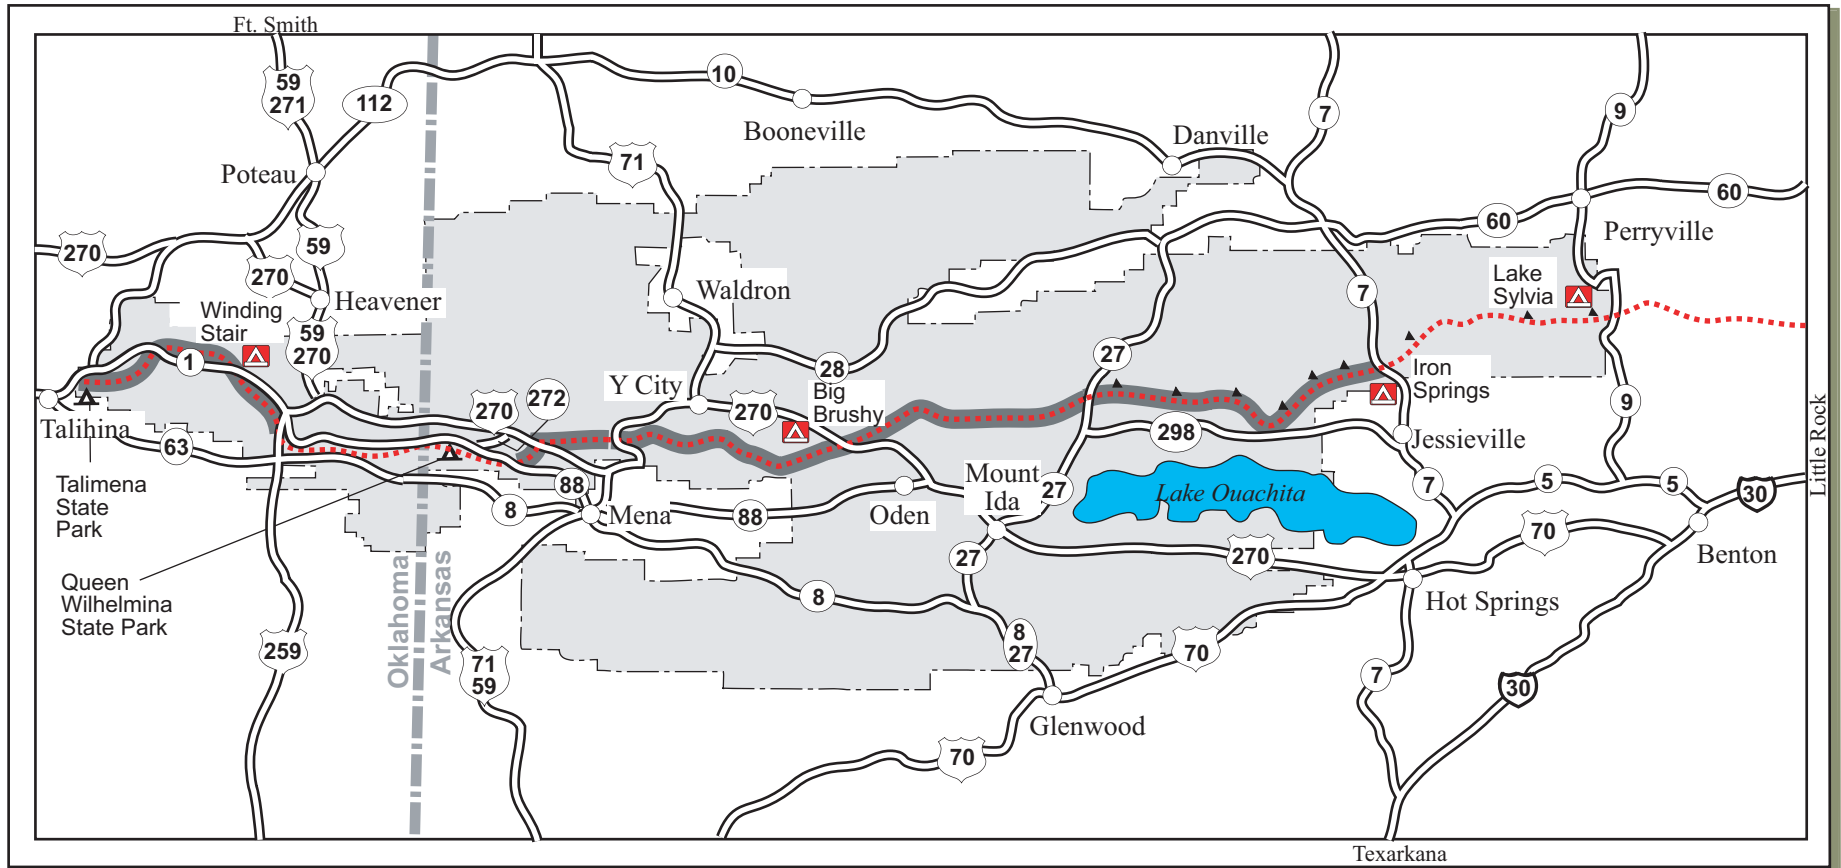 Ft. Smith
59
271
112
10
Booneville
Danville
7
9
Poteau
71
60
60
Perryville
270
59
270
Heavener
Waldron
7
Lake
Sylvia
Winding
Stair
59
270
1
28
27
Iron
Springs
Y City
270
272
270
Big
Brushy
9
Talihina
63
298
Jessieville
Little Rock
Talimena
State
Park
88
8
Mena
88
Oden
Mount
Ida
27
Lake Ouachita
7
5
5
30
70
Benton
Queen
Wilhelmina
State Park
Oklahoma
Arkansas
27
270
8
Hot Springs
259
71
59
8
27
70
7
30
Glenwood
70
Texarkana